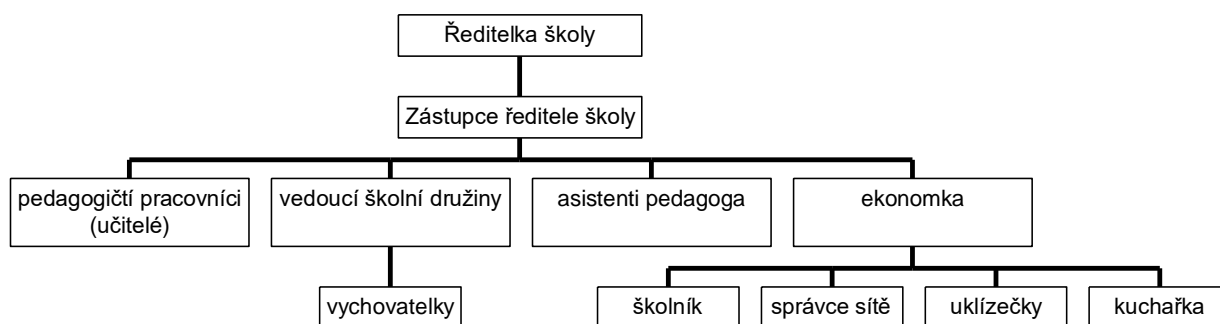 Ředitelka školy
Zástupce ředitele školy
pedagogičtí pracovníci
(učitelé)
vedoucí školní družiny
asistenti pedagoga
ekonomka
vychovatelky
školník
správce sítě
uklízečky
kuchařka